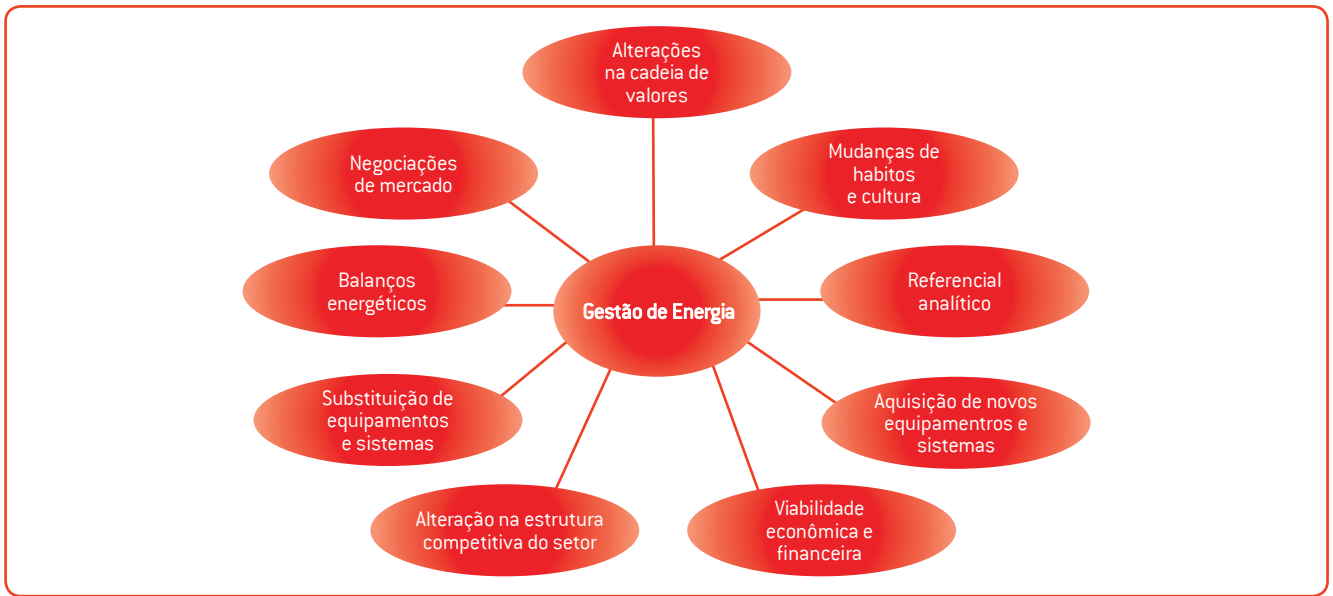 Alterações
na cadeia de
valores
Negociações
de mercado
Mudanças de
habitos
e cultura
Balanços
energéticos
Gestão de Energia
Referencial
analítico
Substituição de
equipamentos
e sistemas
Aquisição de novos
equipamentros e
sistemas
Alteração na estrutura
competitiva do setor
Viabilidade
econômica e
financeira